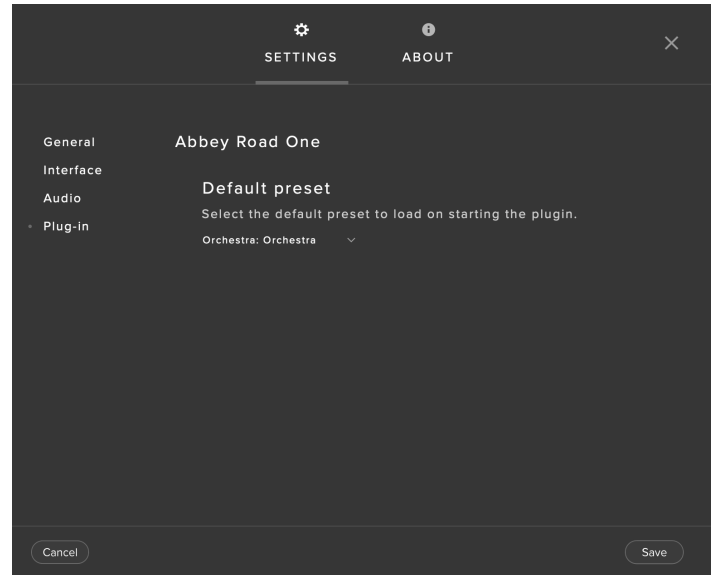 SETTINGS
ABOUT
General
Interface
Audio
Plug-in
Abbey Road One
Default preset
Select the default preset to load on starting the plugin.
Orchestra: Orchestra
Cancel
Save